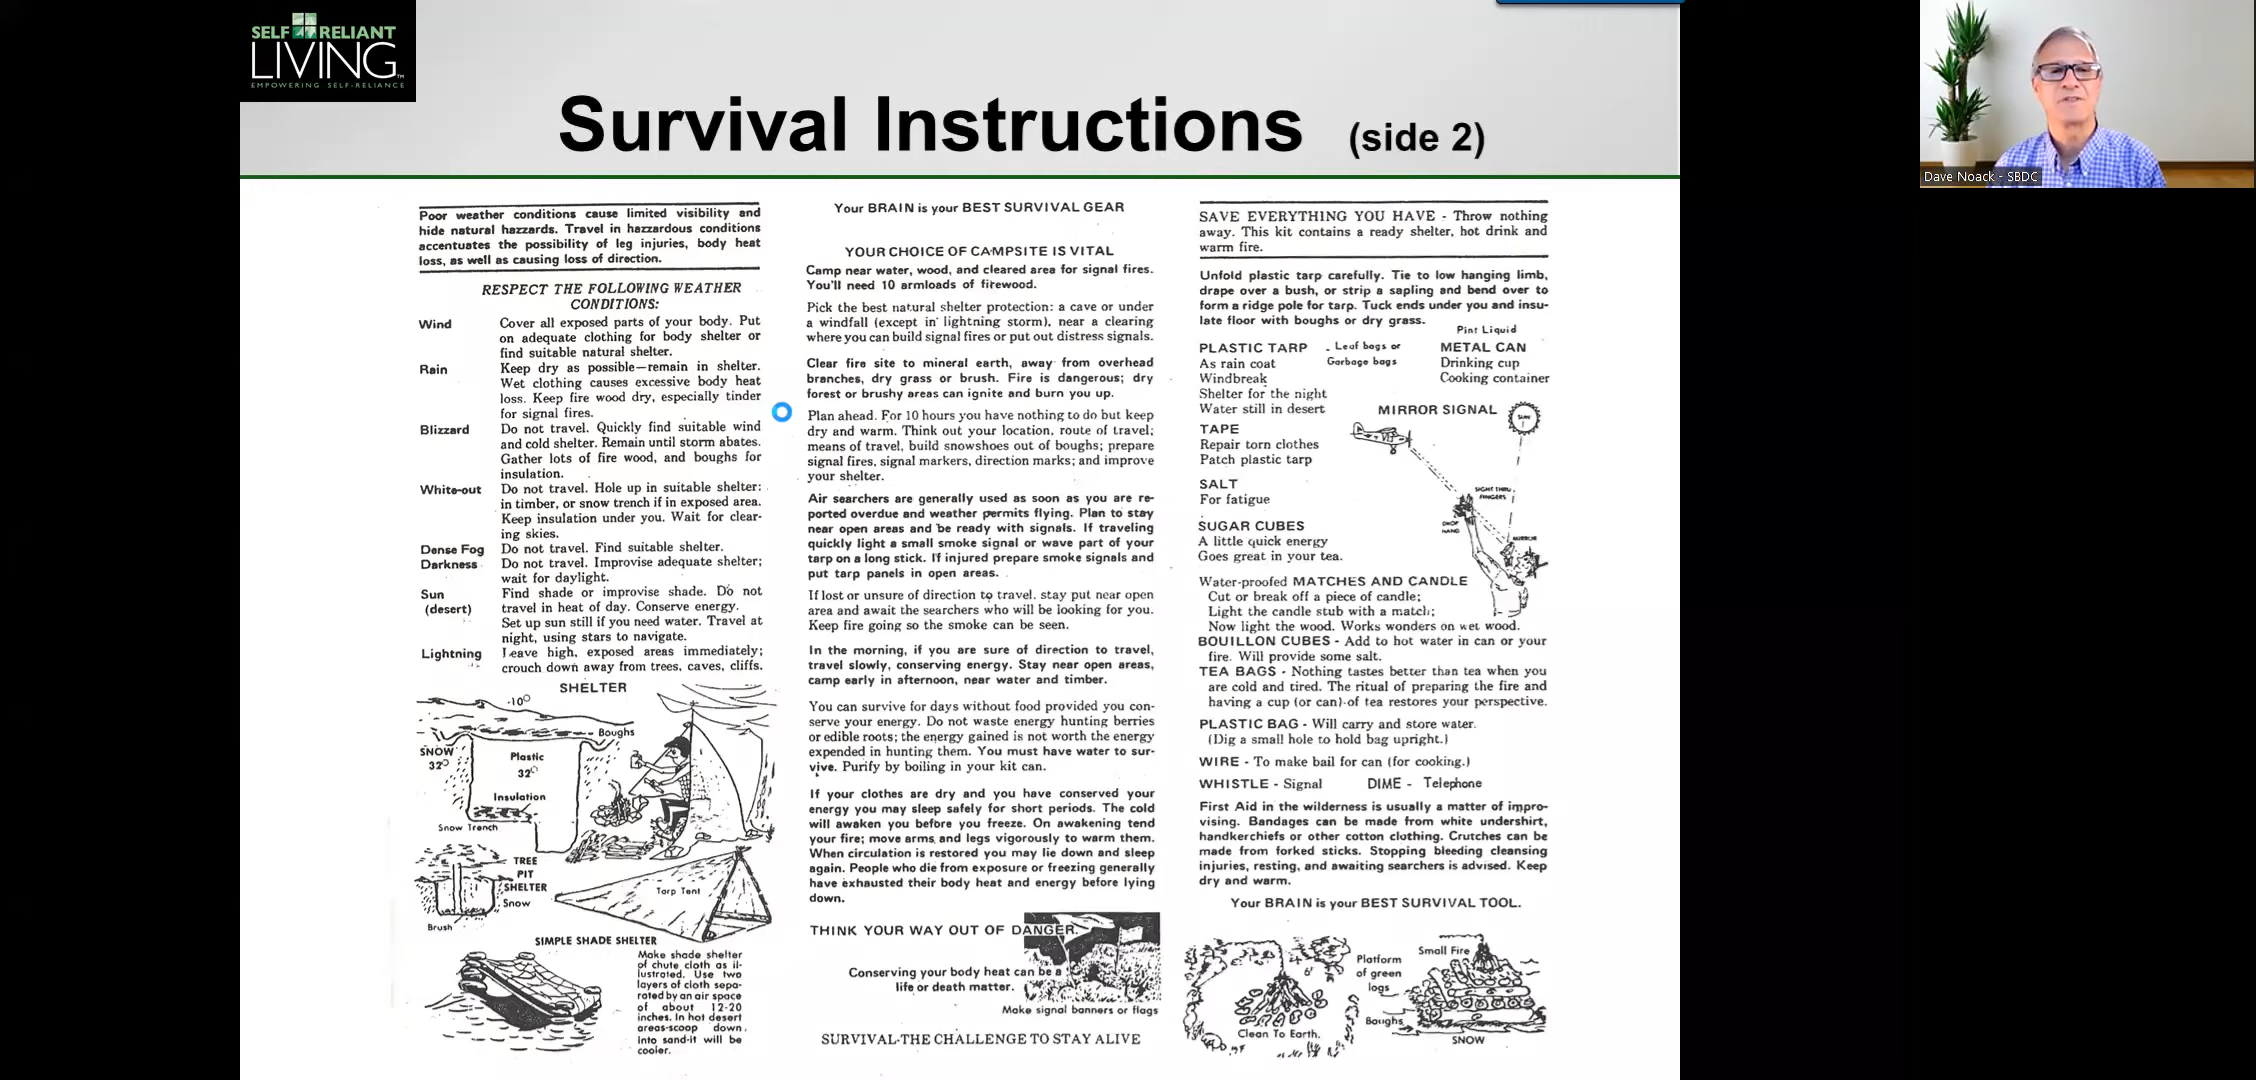 SELF RELIANT
LIVING™
EMPOWERING SELF-RELIANCE
Survival Instructions (side 2)
Dave Noack - SBDC
Poor weather conditions cause limited visibility and
hide natural hazzards. Travel in hazzardous conditions
accentuates the possibility of leg injuries, body heat
loss, as well as causing loss of direction.
RESPECT THE FOLLOWING WEATHER
CONDITIONS:
Wind Cover all exposed parts of your body. Put
on adequate clothing for body shelter or
find suitable natural shelter.
Rain Keep dry as possible—remain in shelter.
Wet clothing causes excessive body heat
loss. Keep fire wood dry, especially tinder
for signal fires.
Blizzard Do not travel. Quickly find suitable wind
and cold shelter. Remain until storm abates.
Gather lots of fire wood, and boughs for
insulation.
White-out Do not travel. Hole up in suitable shelter:
in timber, or snow trench if in exposed area.
Keep insulation under you. Wait for clear-
ing skies.
Dense Fog Do not travel. Find suitable shelter.
Darkness Do not travel. Improvise adequate shelter;
wait for daylight.
Sun Find shade or improvise shade. Do not
(desert) travel in heat of day. Conserve energy.
Set up sun still if you need water. Travel at
night, using stars to navigate.
Lightning Leave high, exposed areas immediately;
crouch down away from trees, caves, cliffs.
SHELTER
-10°
Boughs
SNOW
32°
Plastic
32°
Insulation
Snow Trench
TREE
PIT
SHELTER
Snow
Brush
Tarp Tent
SIMPLE SHADE SHELTER
Make shade shelter
of chute cloth as il-
lustrated. Use two
layers of cloth sepa-
rated by an air space
of about 12-20
inches. In hot desert
areas-scoop down
into sand-it will be
cooler.
Your BRAIN is your BEST SURVIVAL GEAR
YOUR CHOICE OF CAMPSITE IS VITAL
Camp near water, wood, and cleared area for signal fires.
You'll need 10 armloads of firewood.
Pick the best natural shelter protection: a cave or under
a windfall (except in lightning storm), near a clearing
where you can build signal fires or put out distress signals.
Clear fire site to mineral earth, away from overhead
branches, dry grass or brush. Fire is dangerous; dry
forest or brushy areas can ignite and burn you up.
Plan ahead. For 10 hours you have nothing to do but keep
dry and warm. Think out your location, route of travel;
means of travel, build snowshoes out of boughs; prepare
signal fires, signal markers, direction marks; and improve
your shelter.
Air searchers are generally used as soon as you are re-
ported overdue and weather permits flying. Plan to stay
near open areas and be ready with signals. If traveling
quickly light a small smoke signal or wave part of your
tarp on a long stick. If injured prepare smoke signals and
put tarp panels in open areas.
If lost or unsure of direction to travel. stay put near open
area and await the searchers who will be looking for you.
Keep fire going so the smoke can be seen.
In the morning, if you are sure of direction to travel,
travel slowly, conserving energy. Stay near open areas,
camp early in afternoon, near water and timber.
You can survive for days without food provided you con-
serve your energy. Do not waste energy hunting berries
or edible roots; the energy gained is not worth the energy
expended in hunting them. You must have water to sur-
vive. Purify by boiling in your kit can.
If your clothes are dry and you have conserved your
energy you may sleep safely for short periods. The cold
will awaken you before you freeze. On awakening tend
your fire; move arms and legs vigorously to warm them.
When circulation is restored you may lie down and sleep
again. People who die from exposure or freezing generally
have exhausted their body heat and energy before lying
down.
THINK YOUR WAY OUT OF DANGER.
Conserving your body heat can be a
life or death matter.
Make signal banners or flags
SURVIVAL-THE CHALLENGE TO STAY ALIVE
SAVE EVERYTHING YOU HAVE - Throw nothing
away. This kit contains a ready shelter, hot drink and
warm fire.
Unfold plastic tarp carefully. Tie to low hanging limb,
drape over a bush, or strip a sapling and bend over to
form a ridge pole for tarp. Tuck ends under you and insu-
late floor with boughs or dry grass.
PLASTIC TARP - Leaf bags or
As rain coat Garbage bags
Windbreak
Shelter for the night
Water still in desert
Pint Liquid
METAL CAN
Drinking cup
Cooking container
TAPE
Repair torn clothes
Patch plastic tarp
MIRROR SIGNAL
SUN
SIGHT THRU
FINGERS
DROP
HAND
MIRROR
SALT
For fatigue
SUGAR CUBES
A little quick energy
Goes great in your tea.
Water-proofed MATCHES AND CANDLE
Cut or break off a piece of candle;
Light the candle stub with a match;
Now light the wood. Works wonders on wet wood.
BOUILLON CUBES - Add to hot water in can or your
fire. Will provide some salt.
TEA BAGS - Nothing tastes better than tea when you
are cold and tired. The ritual of preparing the fire and
having a cup (or can) of tea restores your perspective.
PLASTIC BAG - Will carry and store water.
(Dig a small hole to hold bag upright.)
WIRE - To make bail for can (for cooking.)
WHISTLE - Signal DIME - Telephone
First Aid in the wilderness is usually a matter of impro-
vising. Bandages can be made from white undershirt,
handkerchiefs or other cotton clothing. Crutches can be
made from forked sticks. Stopping bleeding cleansing
injuries, resting, and awaiting searchers is advised. Keep
dry and warm.
Your BRAIN is your BEST SURVIVAL TOOL.
6'
Clean To Earth.
Platform
of green
logs
Small Fire
Boughs
SNOW